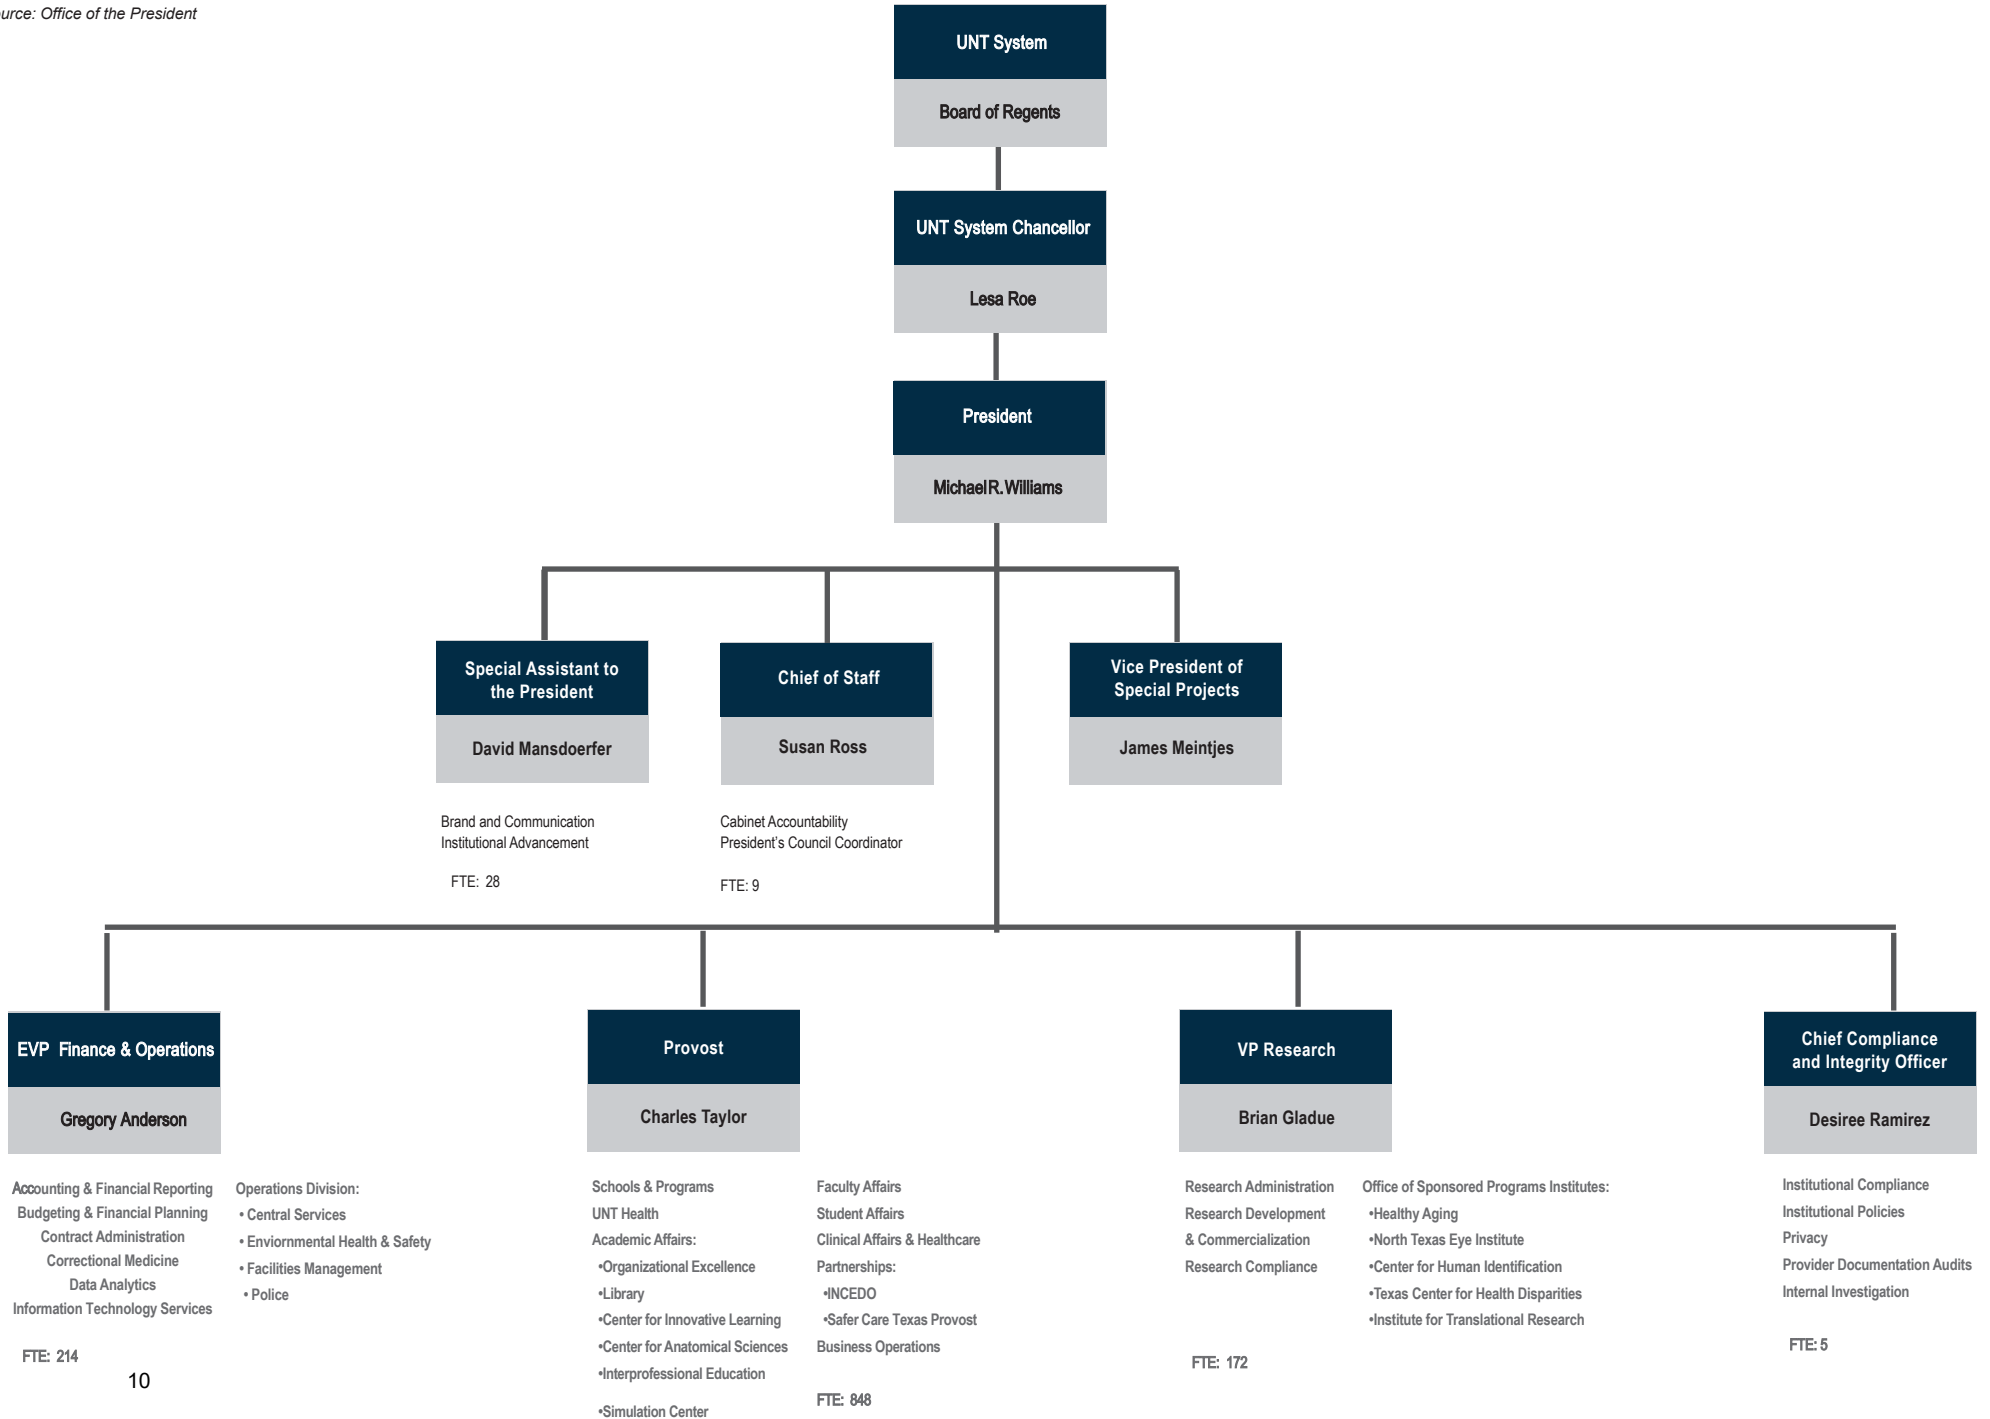 urce: Office of the President
UNT System
Board of Regents
UNT System Chancellor
Lesa Roe
President
Michael R. Williams
Special Assistant to
the President
David Mansdoerfer
Brand and Communication
Institutional Advancement
FTE: 28
Chief of Staff
Susan Ross
Cabinet Accountability
President's Council Coordinator
FTE: 9
Vice President of
Special Projects
James Meintjes
EVP Finance & Operations
Gregory Anderson
Accounting & Financial Reporting
Budgeting & Financial Planning
Contract Administration
Correctional Medicine
Data Analytics
Information Technology Services
FTE: 214
Operations Division:
• Central Services
• Enviornmental Health & Safety
• Facilities Management
• Police
Provost
Charles Taylor
Schools & Programs
UNT Health
Academic Affairs:
•Organizational Excellence
•Library
•Center for Innovative Learning
•Center for Anatomical Sciences
•Interprofessional Education
•Simulation Center
Faculty Affairs
Student Affairs
Clinical Affairs & Healthcare
Partnerships:
•INCEDO
•Safer Care Texas Provost
Business Operations
FTE: 848
VP Research
Brian Gladue
Research Administration
Research Development
& Commercialization
Research Compliance
FTE: 172
Office of Sponsored Programs Institutes:
•Healthy Aging
•North Texas Eye Institute
•Center for Human Identification
•Texas Center for Health Disparities
•Institute for Translational Research
Chief Compliance
and Integrity Officer
Desiree Ramirez
Institutional Compliance
Institutional Policies
Privacy
Provider Documentation Audits
Internal Investigation
FTE: 5
10